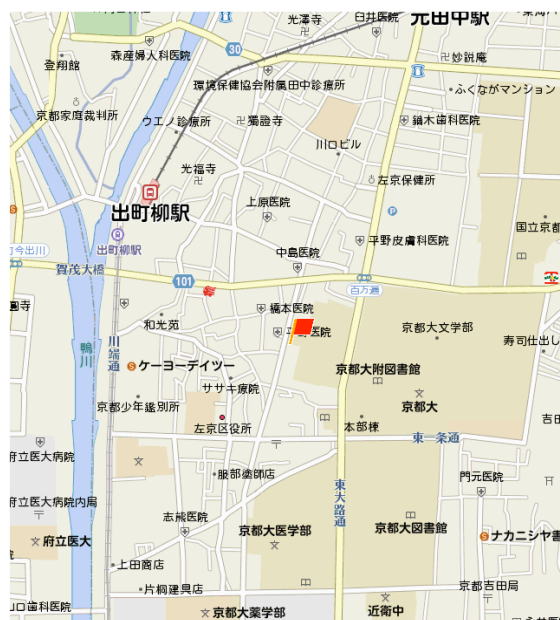 光澤寺
臼井医院
元田中駅
30
森産婦人科医院
登翔館
卍妙説庵
環境保健協会附属田中診療所
ふくながマンション
京都家庭裁判所
ウエノ診療所
卍獨證寺
鏑木歯科医院
川口ビル
光福寺
卍
左京保健所
上原医院
P
出町柳駅
国立京都
出町柳駅
平野皮膚科医院
中島医院
今出川
賀茂大橋
101
百万遍
圓寺
橋本医院
和光苑
京都大文学部
川端通
鴨川
寿司仕出し
ケーヨーデイツー
京都大附図書館
ササキ療院
京都少年鑑別所
京都大
左京区役所
本部棟
東一条通
吉田
府立医大病院
服部塗師店
門元医院
東大路通
府立医大病院内局
志熊医院
京都大医学部
京都大図書館
府立医大
ナカニシヤ書
上田商店
京都吉田局
片桐建具店
山口歯科医院
京都大薬学部
近衛中